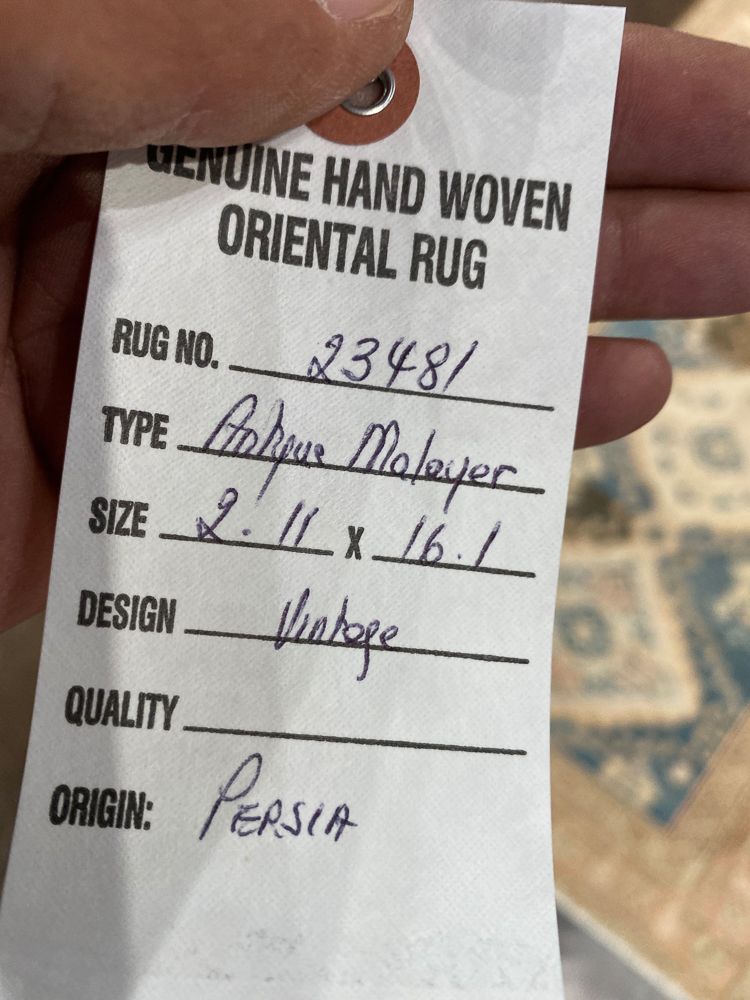 GENUINE HAND WOVEN
ORIENTAL RUG
RUG NO. 23481
TYPE Antique Malayer
SIZE 2.11 X 16.1
DESIGN Vintage
QUALITY
ORIGIN: PERSIA